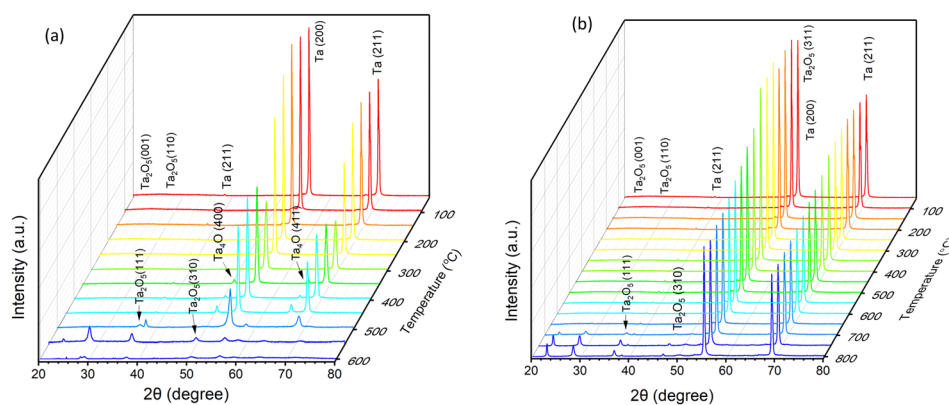 (a)
Ta (200)
Ta (211)
Ta₂O₅(001)
Ta₂O₅(110)
Ta (211)
Ta₄O (400)
Ta₄O (411)
Ta₂O₅(111)
Ta₂O₅(310)
Intensity (a.u.)
100
200
300
400
500
600
Temperature (°C)
20 30 40 50 60 70 80
2θ (degree)
(b)
Ta₂O₅ (311)
Ta (211)
Ta (200)
Ta₂O₅ (001)
Ta₂O₅ (110)
Ta (211)
Ta₂O₅ (111)
Ta₂O₅ (310)
Intensity (a.u.)
100
200
300
400
500
600
700
800
Temperature (°C)
20 30 40 50 60 70 80
2θ (degree)